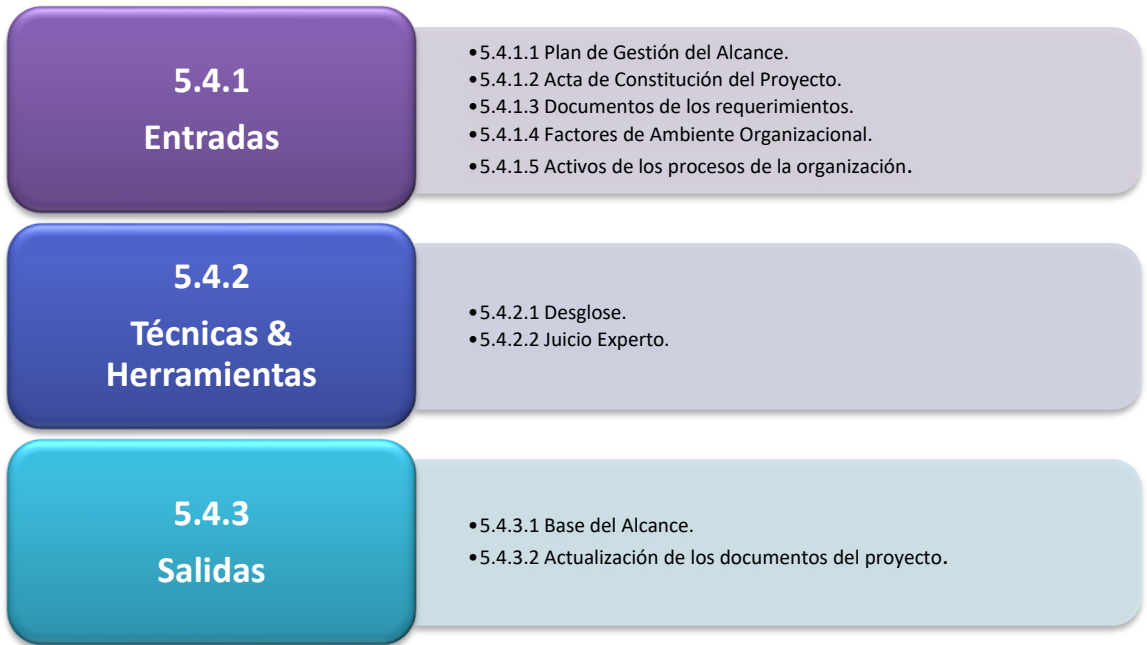 5.4.1
Entradas
•5.4.1.1 Plan de Gestión del Alcance.
•5.4.1.2 Acta de Constitución del Proyecto.
•5.4.1.3 Documentos de los requerimientos.
•5.4.1.4 Factores de Ambiente Organizacional.
•5.4.1.5 Activos de los procesos de la organización.
5.4.2
Técnicas &
Herramientas
•5.4.2.1 Desglose.
•5.4.2.2 Juicio Experto.
5.4.3
Salidas
•5.4.3.1 Base del Alcance.
•5.4.3.2 Actualización de los documentos del proyecto.